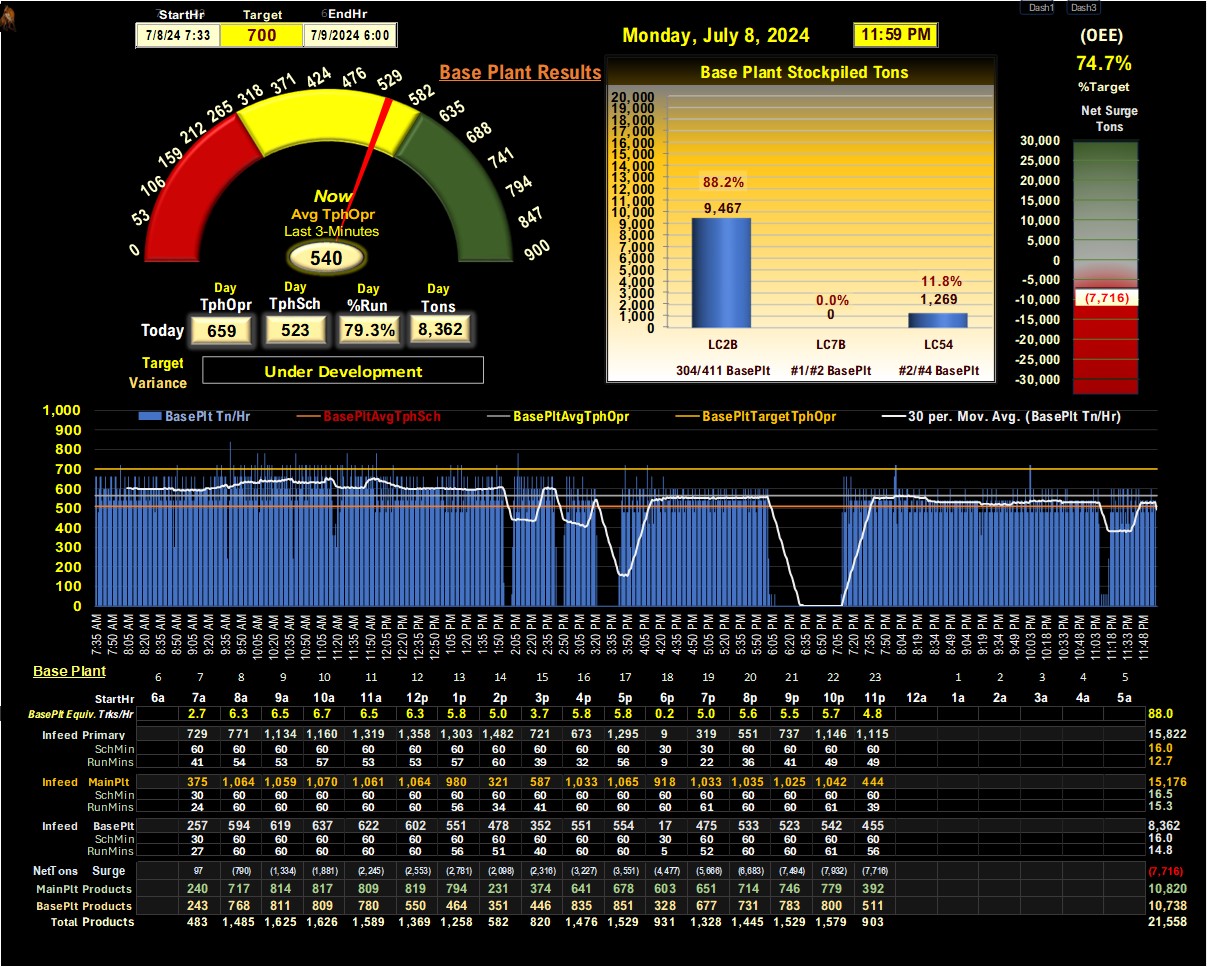 Dash1 Dash3
StartHr Target EndHr
7/8/24 7:33 700 7/9/2024 6:00
Monday, July 8, 2024 11:59 PM
(OEE)
74.7%
%Target
Net Surge
Tons
Base Plant Results
0 53 106 159 212 265 318 371 424 476 529 582 635 688 741 794 847 900
Now
Avg TphOpr
Last 3-Minutes
540
Day Day Day Day
TphOpr TphSch %Run Tons
Today 659 523 79.3% 8,362
Target
Variance
Under Development
Base Plant Stockpiled Tons
20,000
19,000
18,000
17,000
16,000
15,000
14,000
13,000
12,000
11,000
10,000
9,000
8,000
7,000
6,000
5,000
4,000
3,000
2,000
1,000
0
88.2%
9,467
0.0%
0
11.8%
1,269
LC2B LC7B LC54
304/411 BasePlt #1/#2 BasePlt #2/#4 BasePlt
30,000
25,000
20,000
15,000
10,000
5,000
0
-5,000
-10,000
-15,000
-20,000
-25,000
-30,000
(7,716)
BasePlt Tn/Hr BasePltAvgTphSch BasePltAvgTphOpr BasePltTargetTphOpr 30 per. Mov. Avg. (BasePlt Tn/Hr)
1,000
900
800
700
600
500
400
300
200
100
0
7:35 AM 7:50 AM 8:05 AM 8:20 AM 8:35 AM 8:50 AM 9:05 AM 9:20 AM 9:35 AM 9:50 AM 10:05 AM 10:20 AM 10:35 AM 10:50 AM 11:05 AM 11:20 AM 11:35 AM 11:50 AM 12:05 PM 12:20 PM 12:35 PM 12:50 PM 1:05 PM 1:20 PM 1:35 PM 1:50 PM 2:05 PM 2:20 PM 2:35 PM 2:50 PM 3:05 PM 3:20 PM 3:35 PM 3:50 PM 4:05 PM 4:20 PM 4:35 PM 4:50 PM 5:05 PM 5:20 PM 5:35 PM 5:50 PM 6:05 PM 6:20 PM 6:35 PM 6:50 PM 7:05 PM 7:20 PM 7:35 PM 7:50 PM 8:04 PM 8:19 PM 8:34 PM 8:49 PM 9:04 PM 9:19 PM 9:34 PM 9:49 PM 10:03 PM 10:18 PM 10:33 PM 10:48 PM 11:03 PM 11:18 PM 11:33 PM 11:48 PM
Base Plant
6 7 8 9 10 11 12 13 14 15 16 17 18 19 20 21 22 23 1 2 3 4 5
StartHr 6a 7a 8a 9a 10a 11a 12p 1p 2p 3p 4p 5p 6p 7p 8p 9p 10p 11p 12a 1a 2a 3a 4a 5a
BasePlt Equiv. Trks/Hr 2.7 6.3 6.5 6.7 6.5 6.3 5.8 5.0 3.7 5.8 5.8 0.2 5.0 5.6 5.5 5.7 4.8 88.0
Infeed Primary 729 771 1,134 1,160 1,319 1,358 1,303 1,482 721 673 1,295 9 319 551 737 1,146 1,115 15,822
SchMin 60 60 60 60 60 60 60 60 60 60 60 30 30 60 60 60 60 16.0
RunMins 41 54 53 57 53 53 57 60 39 32 56 9 22 36 41 49 49 12.7
Infeed MainPlt 375 1,064 1,059 1,070 1,061 1,064 980 321 587 1,033 1,065 918 1,033 1,035 1,025 1,042 444 15,176
SchMin 30 60 60 60 60 60 60 60 60 60 60 60 60 60 60 60 60 16.5
RunMins 24 60 60 60 60 60 56 34 41 60 60 60 61 60 60 61 39 15.3
Infeed BasePlt 257 594 619 637 622 602 551 478 352 551 554 17 475 533 523 542 455 8,362
SchMin 30 60 60 60 60 60 60 60 60 60 60 30 60 60 60 60 60 16.0
RunMins 27 60 60 60 60 60 56 51 40 60 60 5 52 60 60 61 56 14.8
NetTons Surge 97 (790) (1,334) (1,881) (2,245) (2,553) (2,781) (2,098) (2,316) (3,227) (3,551) (4,477) (5,666) (6,683) (7,494) (7,932) (7,716) (7,716)
MainPlt Products 240 717 814 817 809 819 794 231 374 641 678 603 651 714 746 779 392 10,820
BasePlt Products 243 768 811 809 780 550 464 351 446 835 851 328 677 731 783 800 511 10,738
Total Products 483 1,485 1,625 1,626 1,589 1,369 1,258 582 820 1,476 1,529 931 1,328 1,445 1,529 1,579 903 21,558